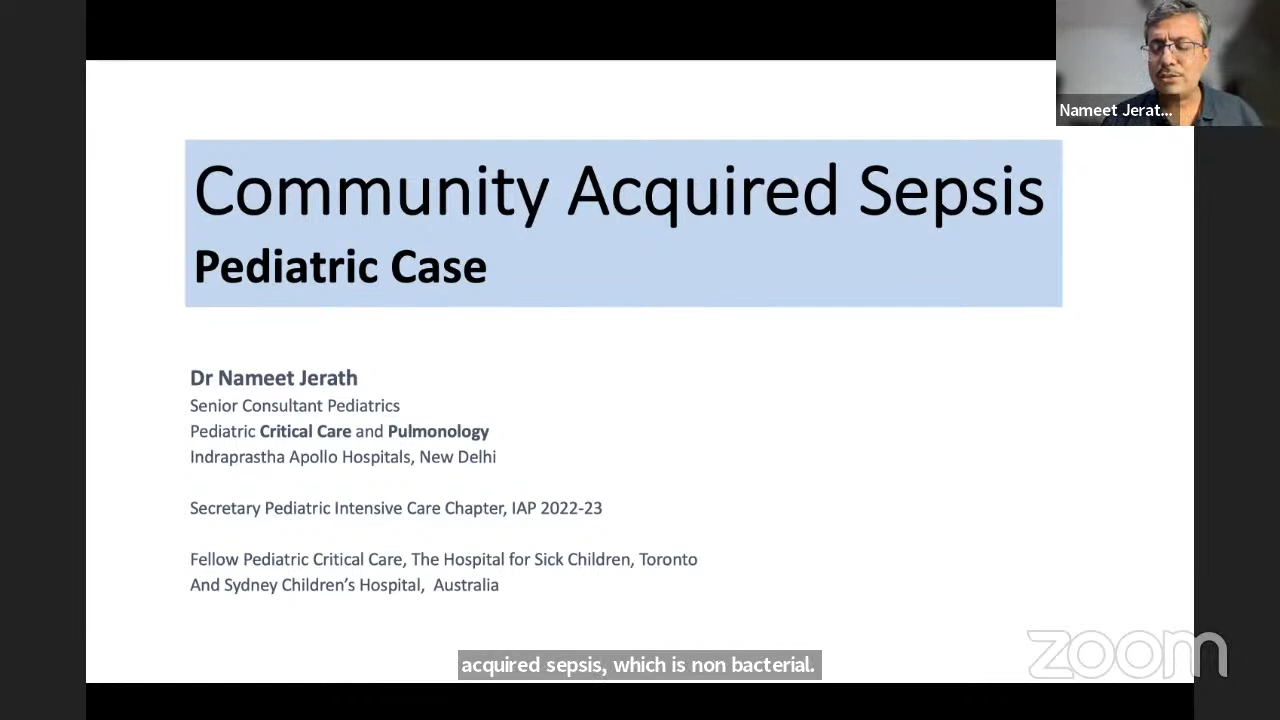 Nameet Jerat...
Community Acquired Sepsis
Pediatric Case
Dr Nameet Jerath
Senior Consultant Pediatrics
Pediatric Critical Care and Pulmonology
Indraprastha Apollo Hospitals, New Delhi
Secretary Pediatric Intensive Care Chapter, IAP 2022-23
Fellow Pediatric Critical Care, The Hospital for Sick Children, Toronto
And Sydney Children’s Hospital, Australia
acquired sepsis, which is non bacterial.
zoom